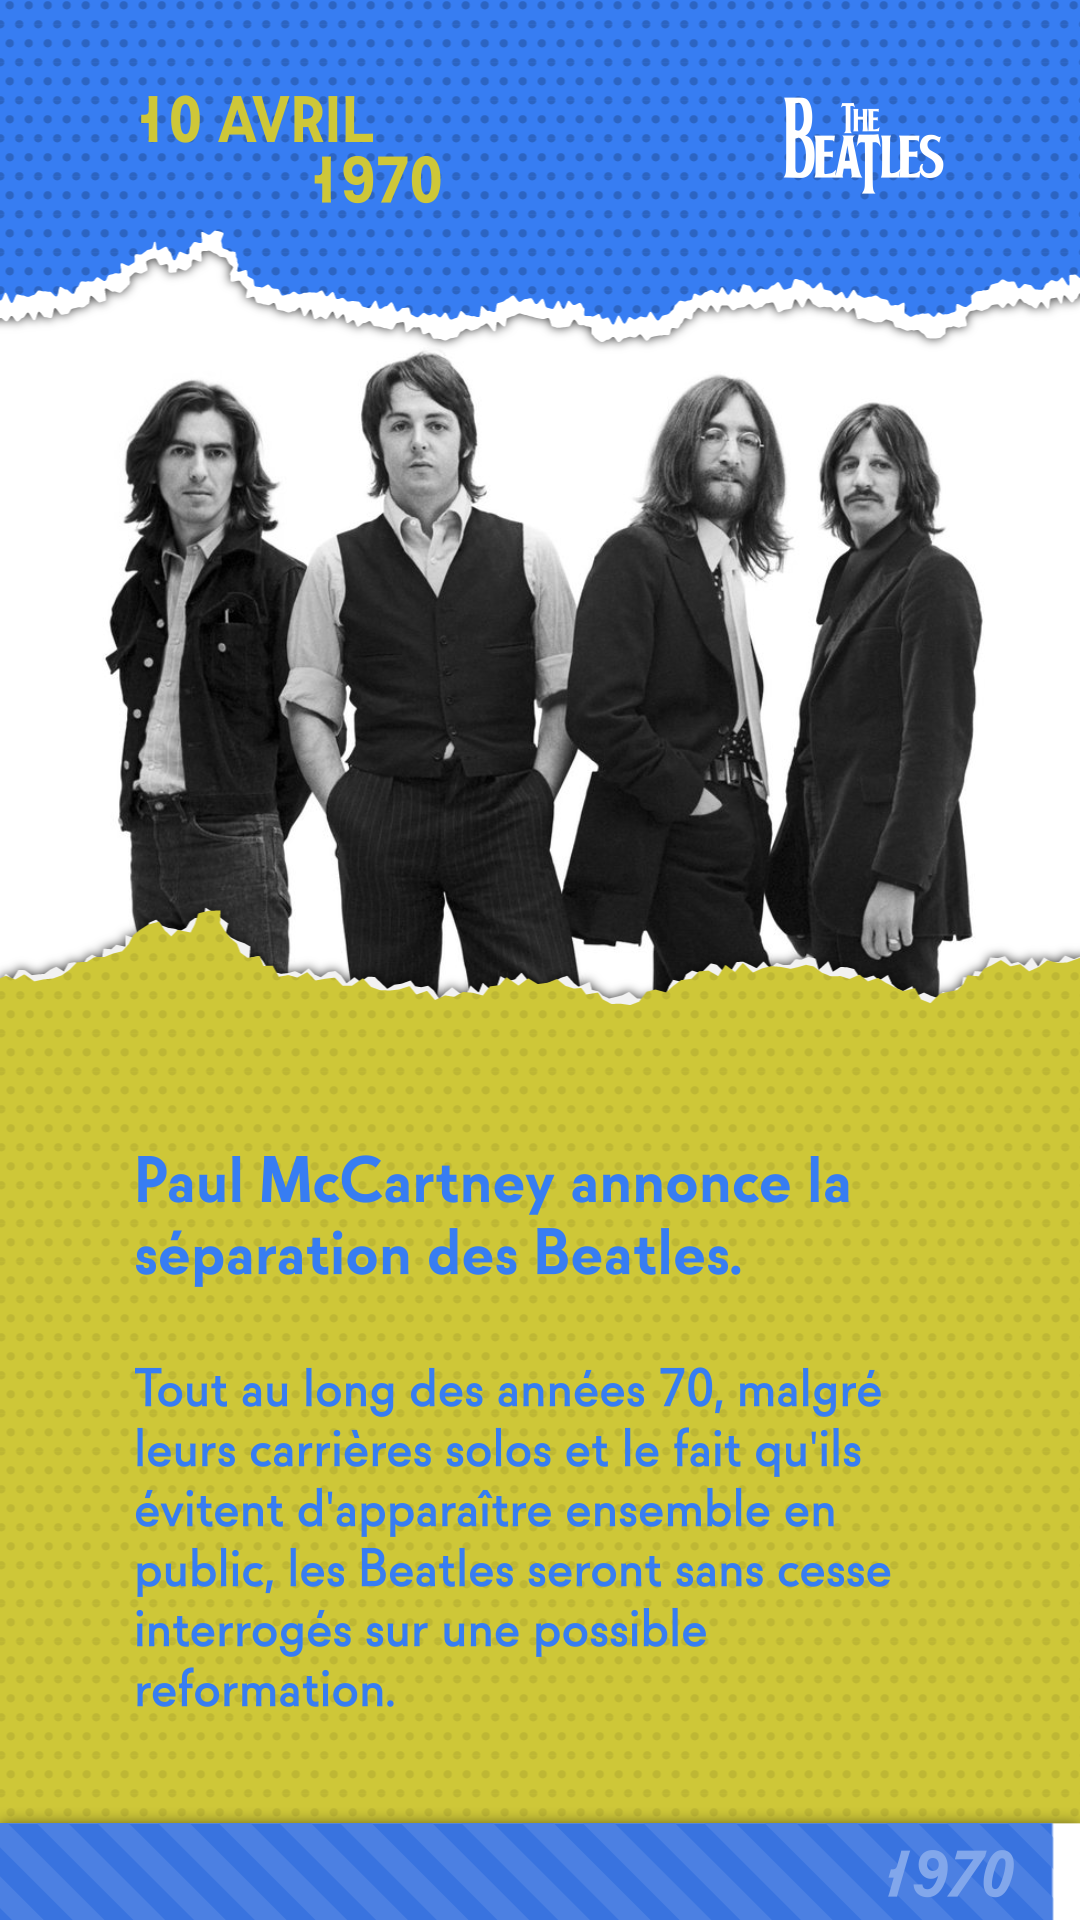 10 AVRIL
1970
THE
BEATLES
Paul McCartney annonce la
séparation des Beatles.
Tout au long des années 70, malgré
leurs carrières solos et le fait qu'ils
évitent d'apparaître ensemble en
public, les Beatles seront sans cesse
interrogés sur une possible
reformation.
1970